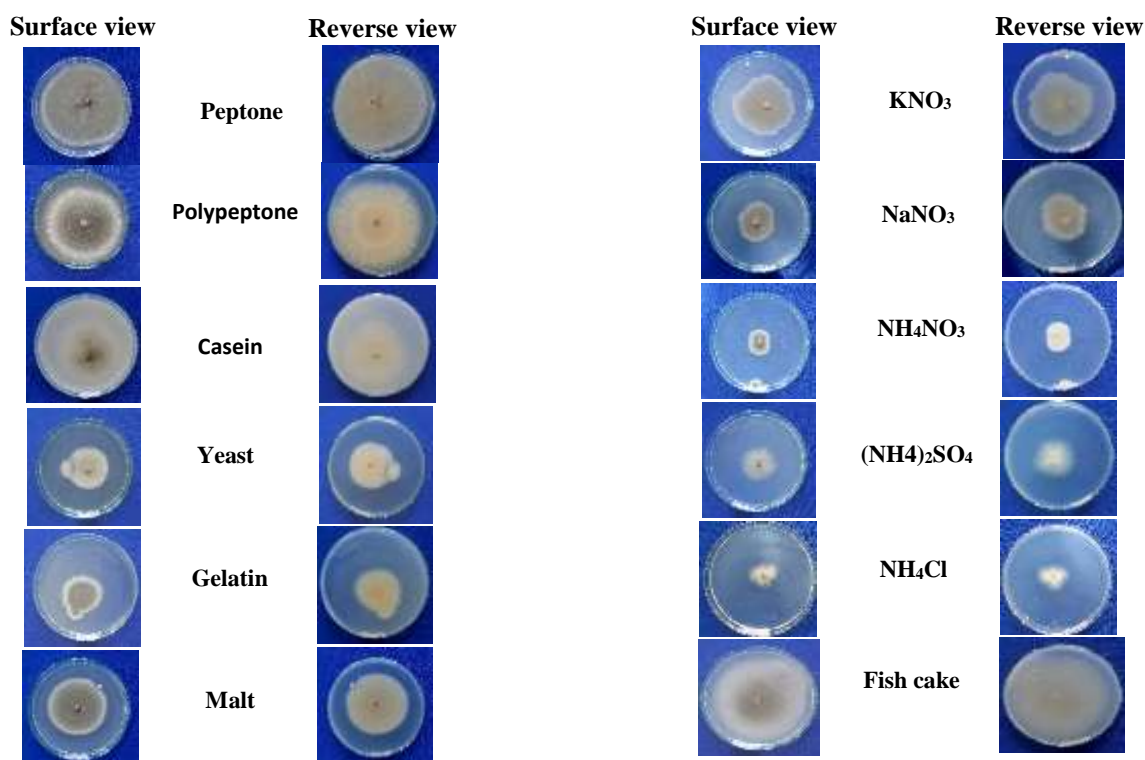 Surface view
Reverse view
Peptone
Polypeptone
Casein
Yeast
Gelatin
Malt
Surface view
Reverse view
KNO₃
NaNO₃
NH₄NO₃
(NH4)₂SO₄
NH₄Cl
Fish cake